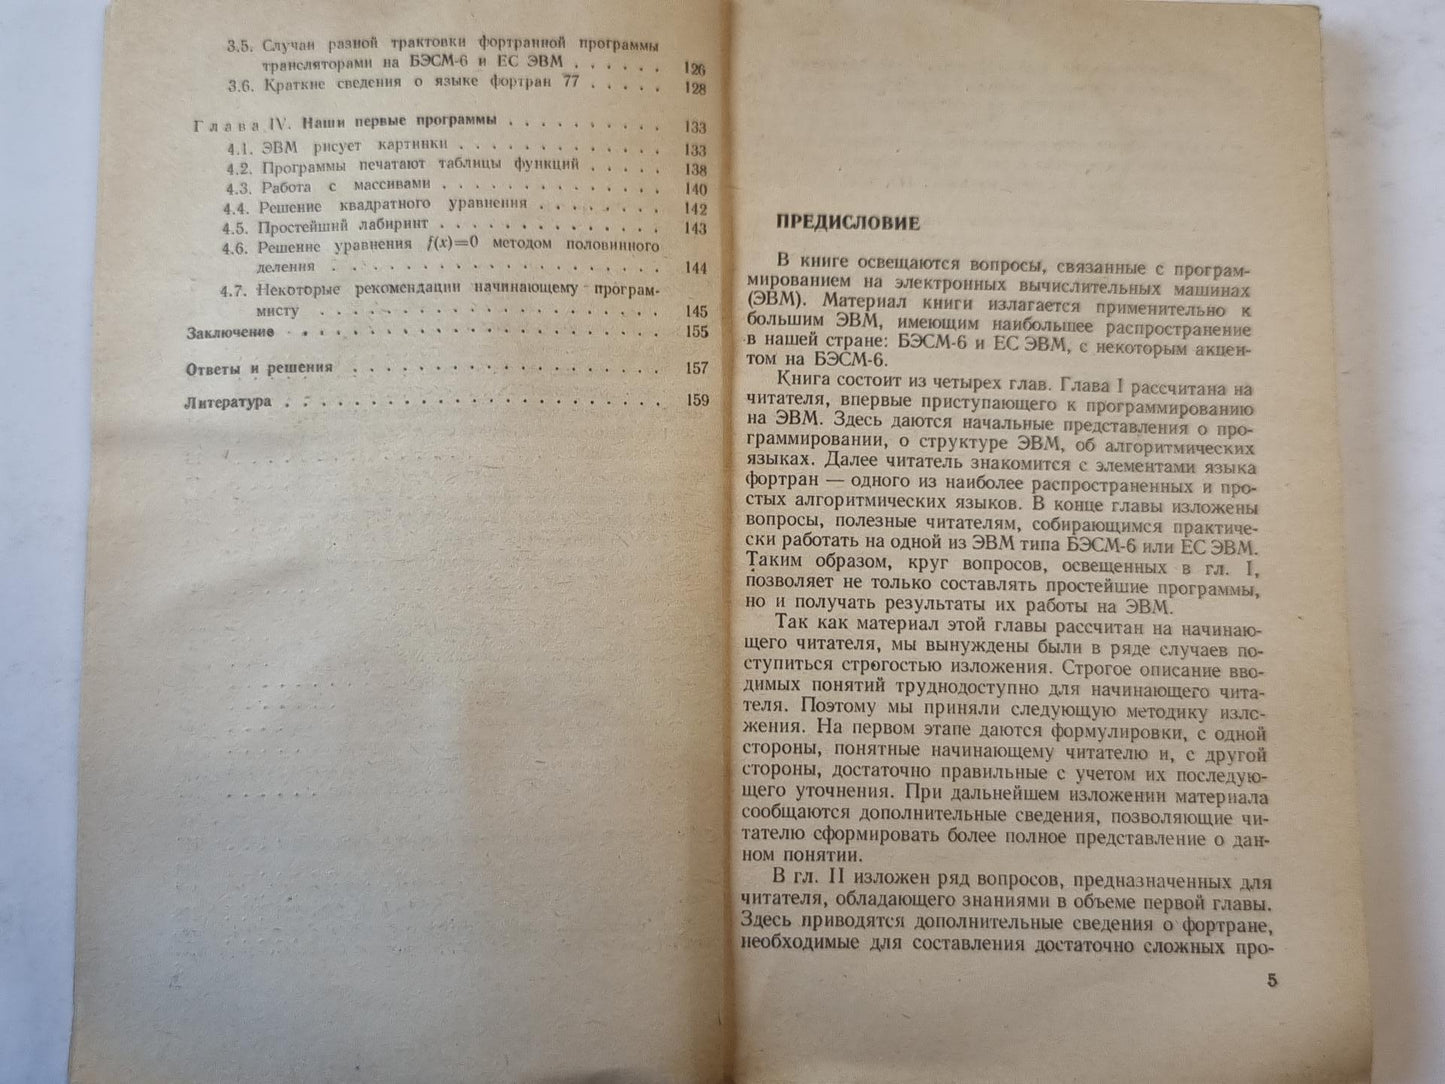 3.5. Случаи разной трактовки фортранной программы
трансляторами на БЭСМ-6 и ЕС ЭВМ . . . . . . 126
3.6. Краткие сведения о языке фортран 77 . . . . . 128
Глава IV. Наши первые программы . . . . . . . . . . 133
4.1. ЭВМ рисует картинки . . . . . . . . . . . . . 133
4.2. Программы печатают таблицы функций . . . . . 138
4.3. Работа с массивами . . . . . . . . . . . . . . 140
4.4. Решение квадратного уравнения . . . . . . . . 142
4.5. Простейший лабиринт . . . . . . . . . . . . . . 143
4.6. Решение уравнения f(x)=0 методом половинного
деления . . . . . . . . . . . . . . . . . . . . 144
4.7. Некоторые рекомендации начинающему програм-
мисту . . . . . . . . . . . . . . . . . . . . . 145
Заключение . . . . . . . . . . . . . . . . . . . . . . 155
Ответы и решения . . . . . . . . . . . . . . . . . . . 157
Литература . . . . . . . . . . . . . . . . . . . . . . 159
ПРЕДИСЛОВИЕ
В книге освещаются вопросы, связанные с програм-
мированием на электронных вычислительных машинах
(ЭВМ). Материал книги излагается применительно к
большим ЭВМ, имеющим наибольшее распространение
в нашей стране: БЭСМ-6 и ЕС ЭВМ, с некоторым акцен-
том на БЭСМ-6.
Книга состоит из четырех глав. Глава I рассчитана на
читателя, впервые приступающего к программированию
на ЭВМ. Здесь даются начальные представления о про-
граммировании, о структуре ЭВМ, об алгоритмических
языках. Далее читатель знакомится с элементами языка
фортран — одного из наиболее распространенных и про-
стых алгоритмических языков. В конце главы изложены
вопросы, полезные читателям, собирающимся практиче-
ски работать на одной из ЭВМ типа БЭСМ-6 или ЕС ЭВМ.
Таким образом, круг вопросов, освещенных в гл. I,
позволяет не только составлять простейшие программы,
но и получать результаты их работы на ЭВМ.
Так как материал этой главы рассчитан на начинаю-
щего читателя, мы вынуждены были в ряде случаев по-
ступиться строгостью изложения. Строгое описание вво-
димых понятий труднодоступно для начинающего чита-
теля. Поэтому мы приняли следующую методику изло-
жения. На первом этапе даются формулировки, с одной
стороны, понятные начинающему читателю и, с другой
стороны, достаточно правильные с учетом их последую-
щего уточнения. При дальнейшем изложении материала
сообщаются дополнительные сведения, позволяющие чи-
тателю сформировать более полное представление о дан-
ном понятии.
В гл. II изложен ряд вопросов, предназначенных для
читателя, обладающего знаниями в объеме первой главы.
Здесь приводятся дополнительные сведения о фортране,
необходимые для составления достаточно сложных про-
5